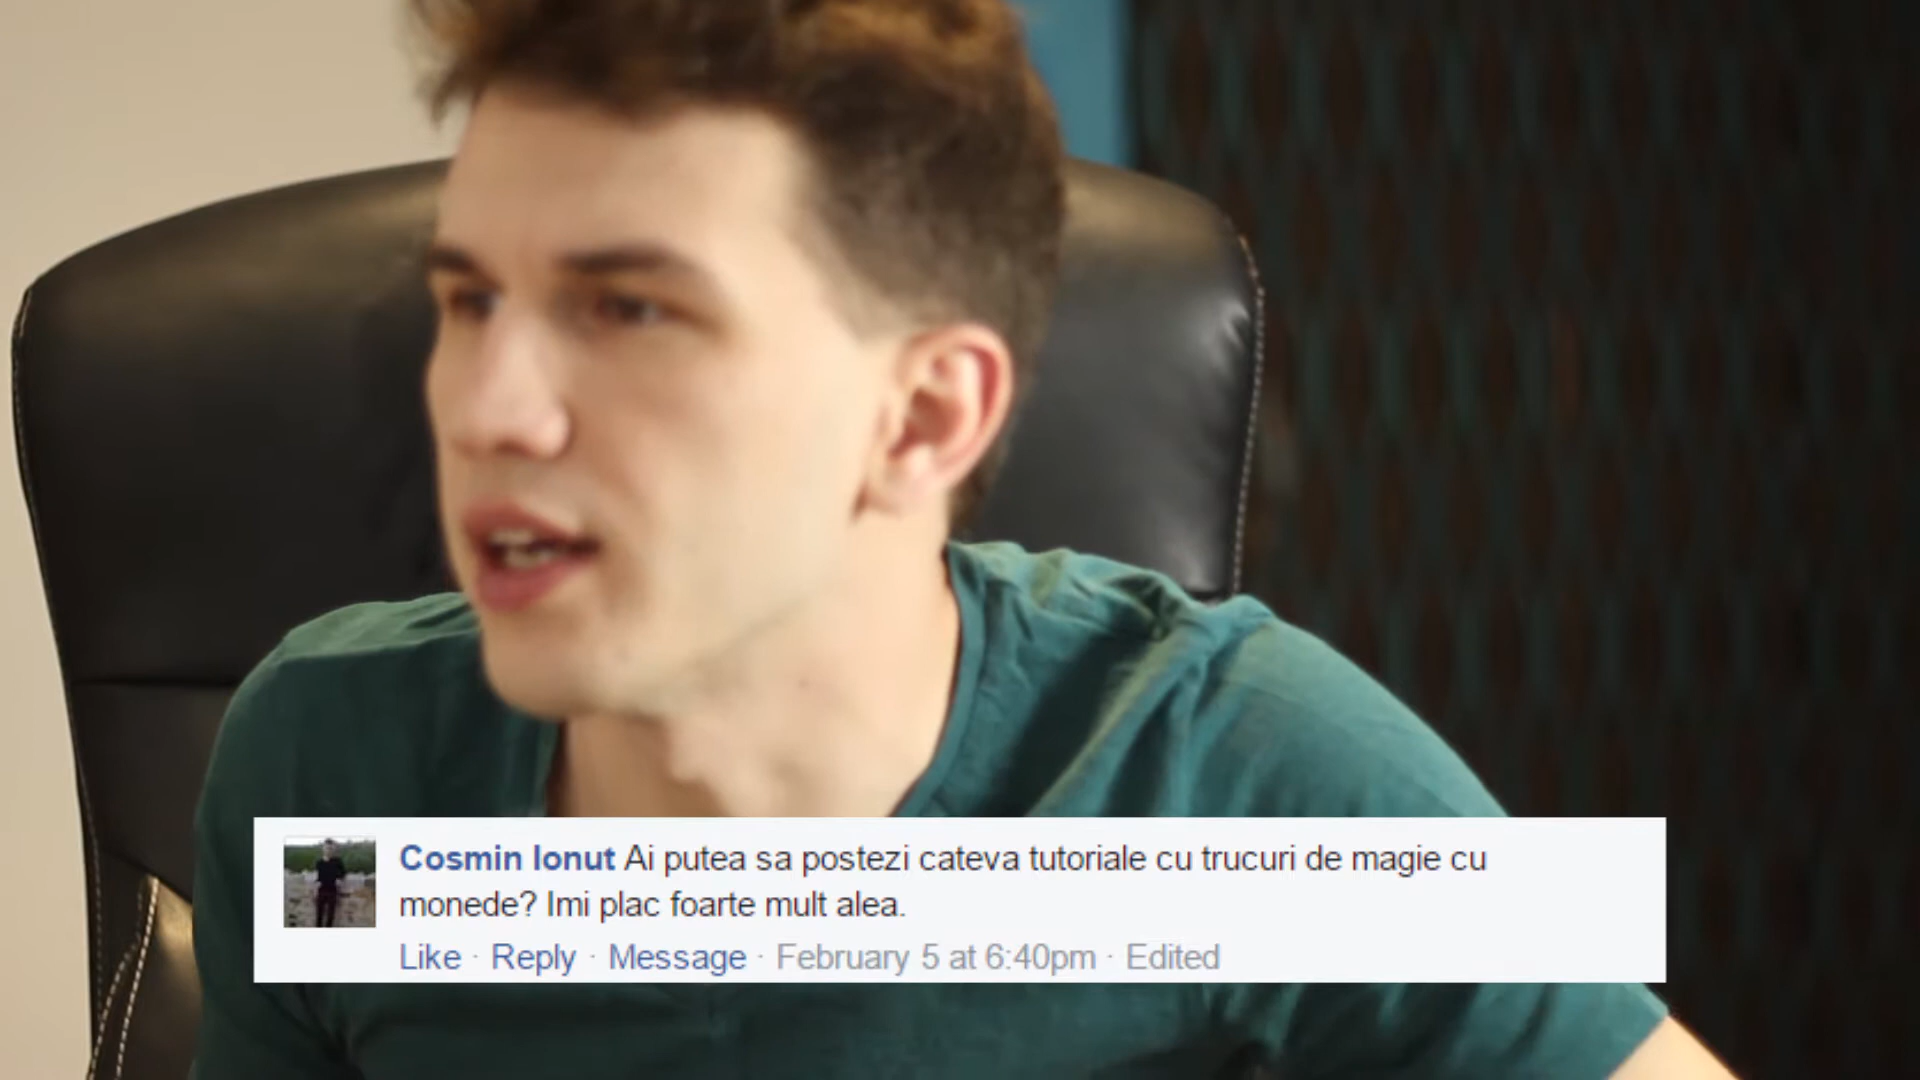 Cosmin Ionut Ai putea sa postezi cateva tutoriale cu trucuri de magie cu
monede? Imi plac foarte mult alea.
Like · Reply · Message · February 5 at 6:40pm · Edited